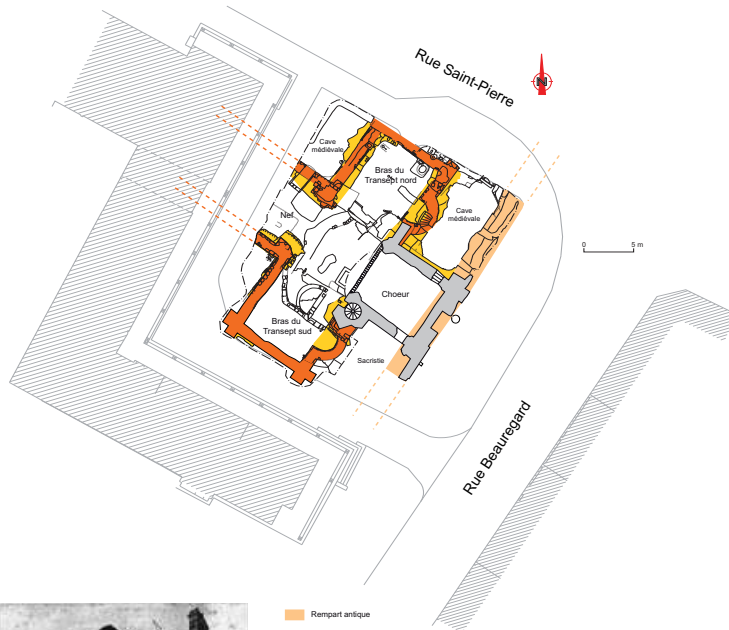 Rue Saint-Pierre
N
Cave
médiévale
Bras du
Transept nord
Cave
médiévale
Nef
0 5 m
Choeur
Bras du
Transept sud
Sacristie
Rue Beauregard
Rempart antique